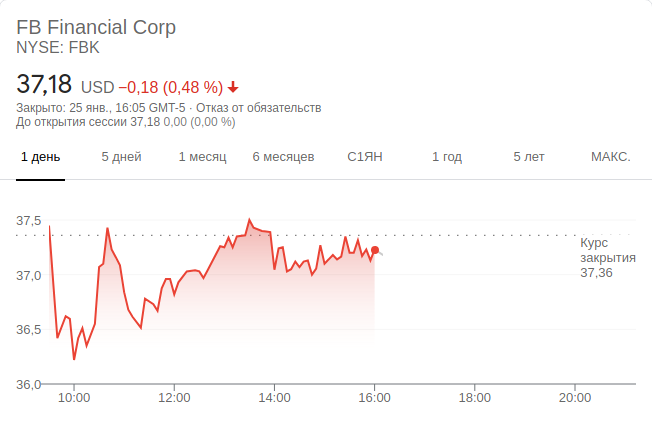 FB Financial Corp
NYSE: FBK
37,18 USD −0,18 (0,48 %)
Закрыто: 25 янв., 16:05 GMT-5 · Отказ от обязательств
До открытия сессии 37,18 0,00 (0,00 %)
1 день 5 дней 1 месяц 6 месяцев С1ЯН 1 год 5 лет МАКС.
37,5
Курс
закрытия
37,36
37,0
36,5
36,0
10:00 12:00 14:00 16:00 18:00 20:00